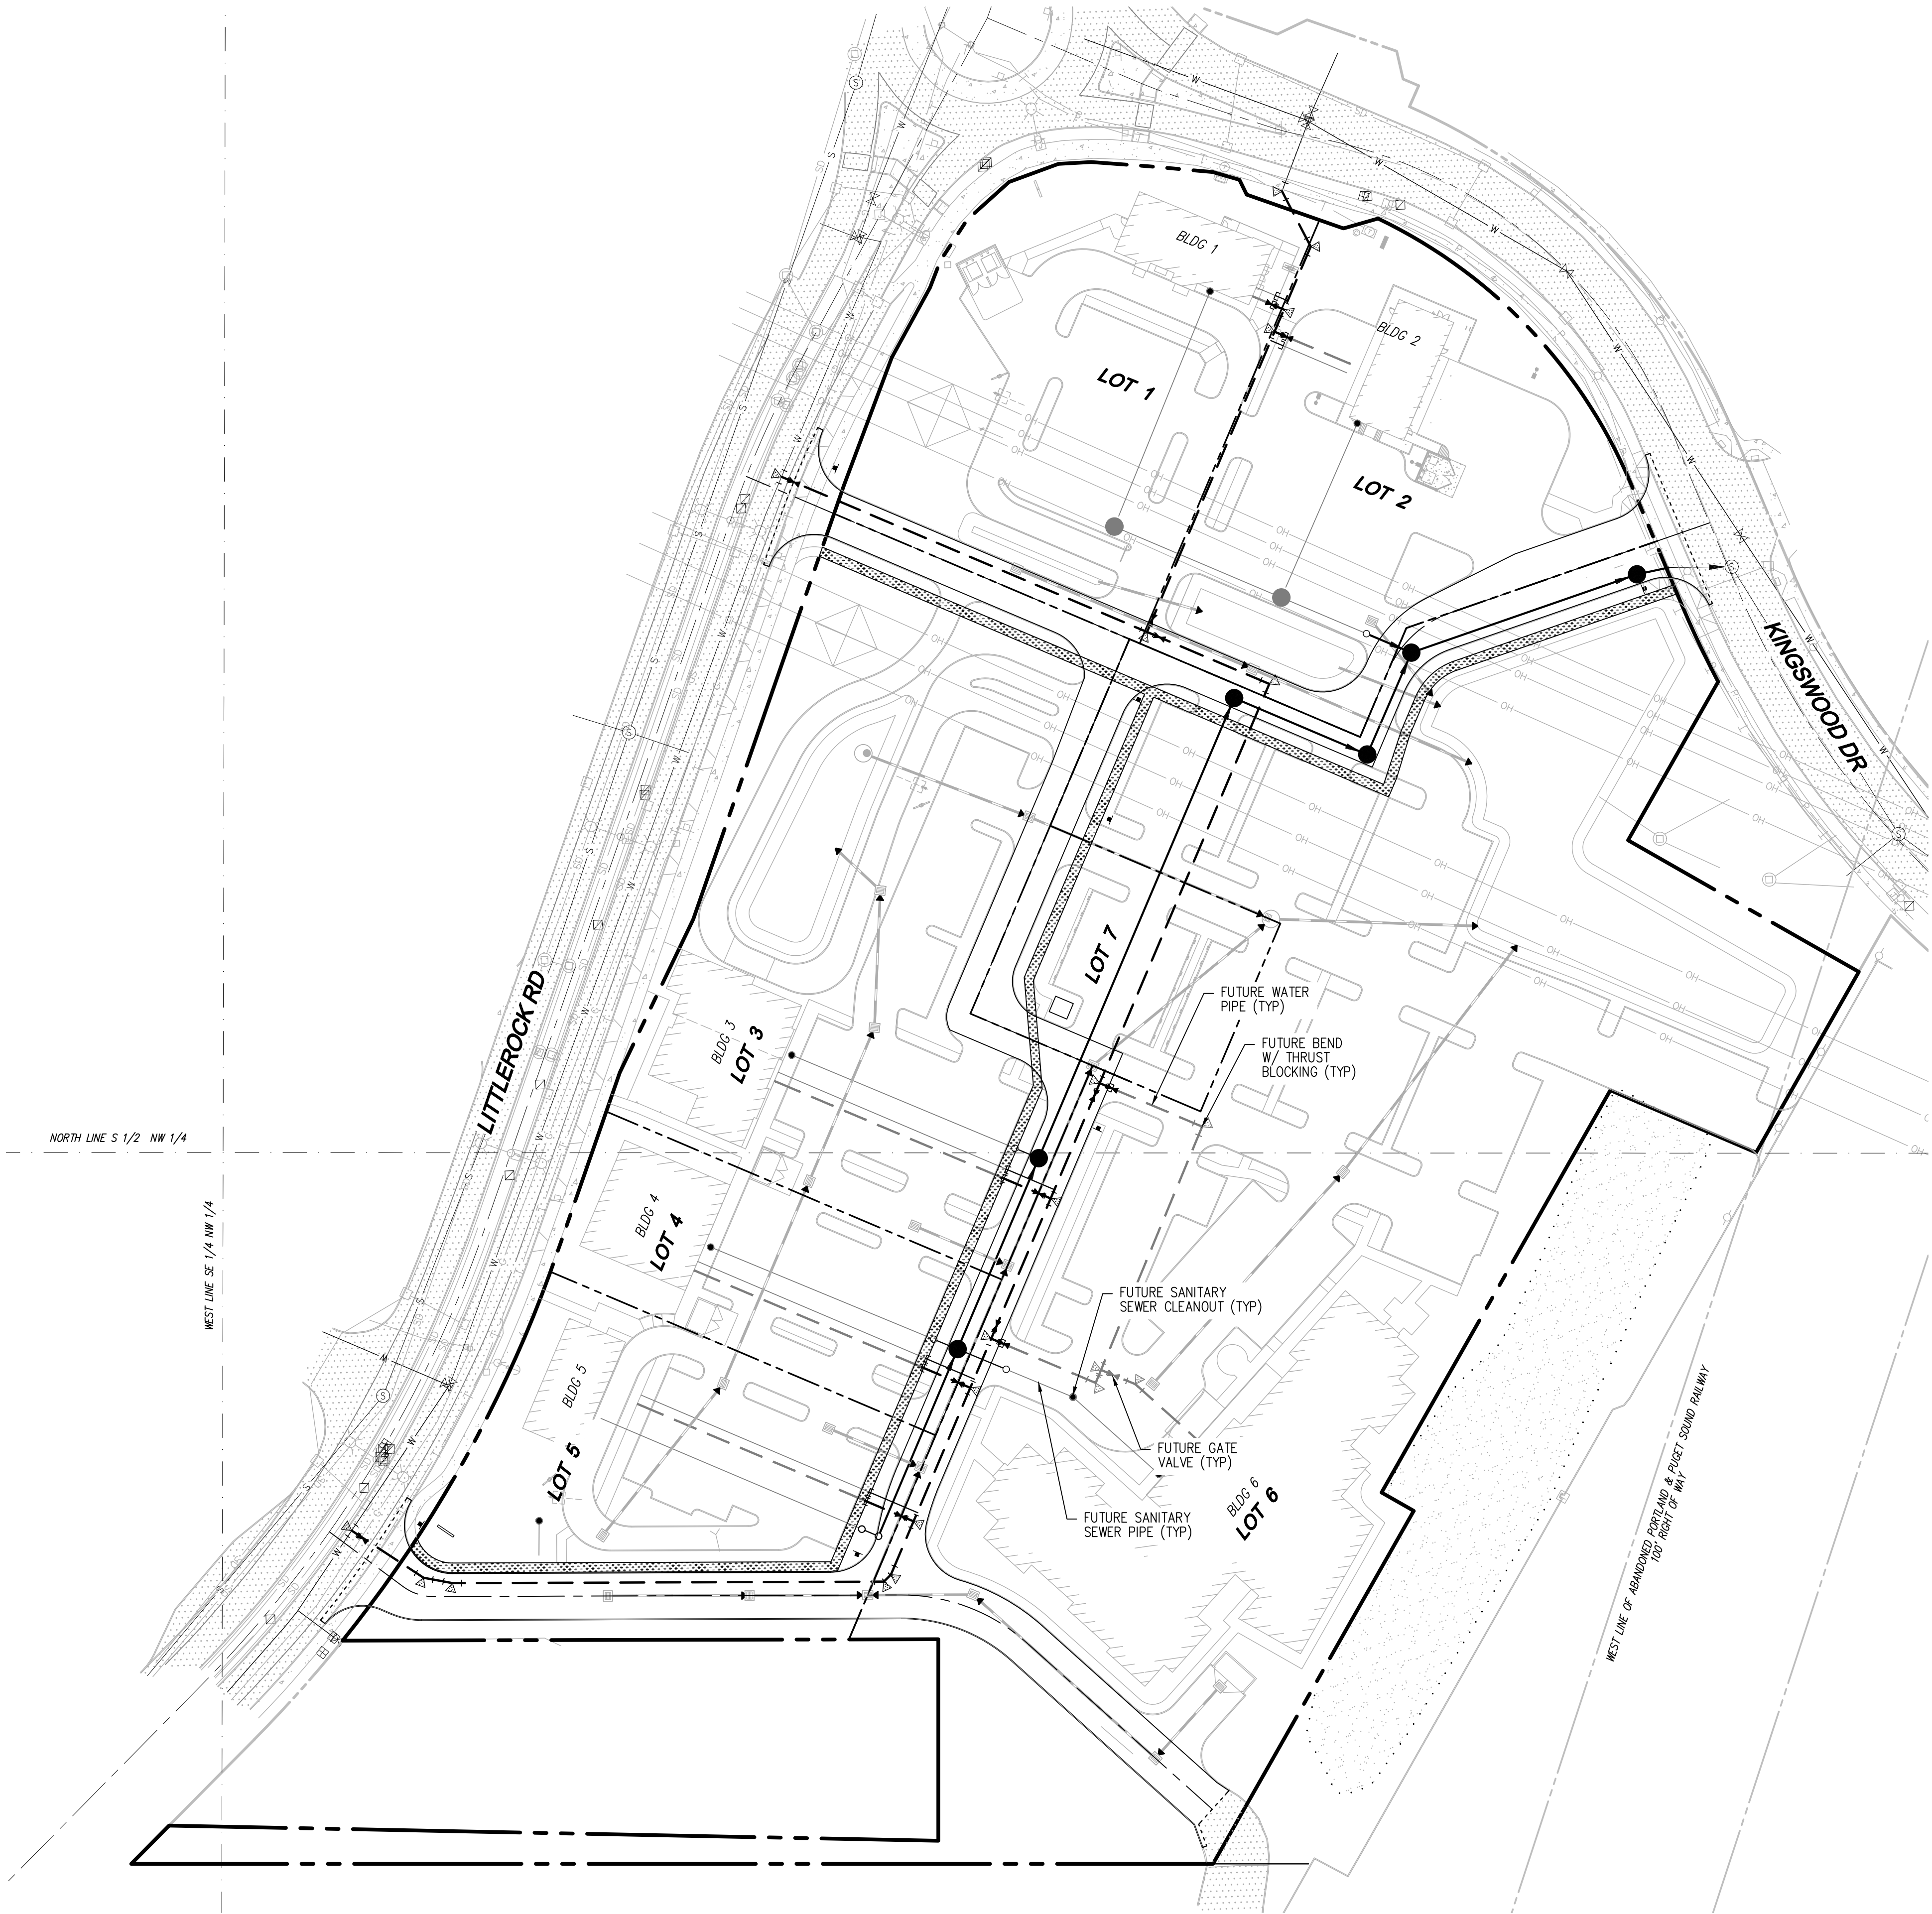 BLDG 1
BLDG 2
LOT 1
LOT 2
KINGSWOOD DR
LOT 7
LITTLEROCK RD
BLDG 3
LOT 3
FUTURE WATER
PIPE (TYP)
FUTURE BEND
W/ THRUST
BLOCKING (TYP)
NORTH LINE S 1/2 NW 1/4
WEST LINE SE 1/4 NW 1/4
BLDG 4
LOT 4
FUTURE SANITARY
SEWER CLEANOUT (TYP)
BLDG 5
LOT 5
FUTURE GATE
VALVE (TYP)
FUTURE SANITARY
SEWER PIPE (TYP)
BLDG 6
LOT 6
WEST LINE OF ABANDONED PORTLAND & PUGET SOUND RAILWAY
100' RIGHT OF WAY